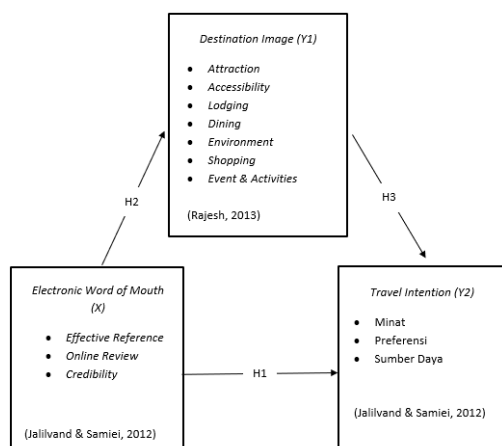 Destination Image (Y1)
• Attraction
• Accessibility
• Lodging
• Dining
• Environment
• Shopping
• Event & Activities
(Rajesh, 2013)
H2
H3
Electronic Word of Mouth
(X)
• Effective Reference
• Online Review
• Credibility
(Jalilvand & Samiei, 2012)
H1
Travel Intention (Y2)
• Minat
• Preferensi
• Sumber Daya
(Jalilvand & Samiei, 2012)